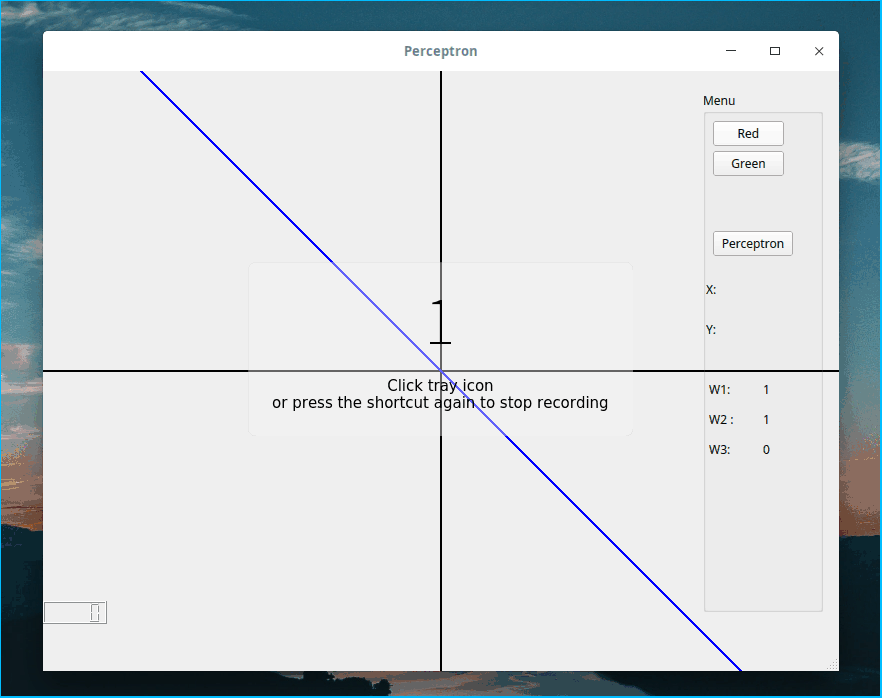 Perceptron
Menu
Red
Green
Perceptron
X:
1
Y:
Click tray icon
or press the shortcut again to stop recording
W1: 1
W2 : 1
W3: 0
0